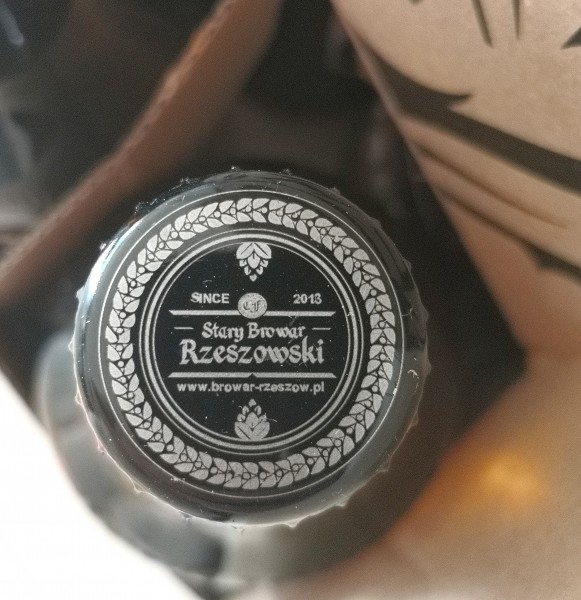 SINCE 2013
Stary Browar
Rzeszowski
www.browar-rzeszow.pl